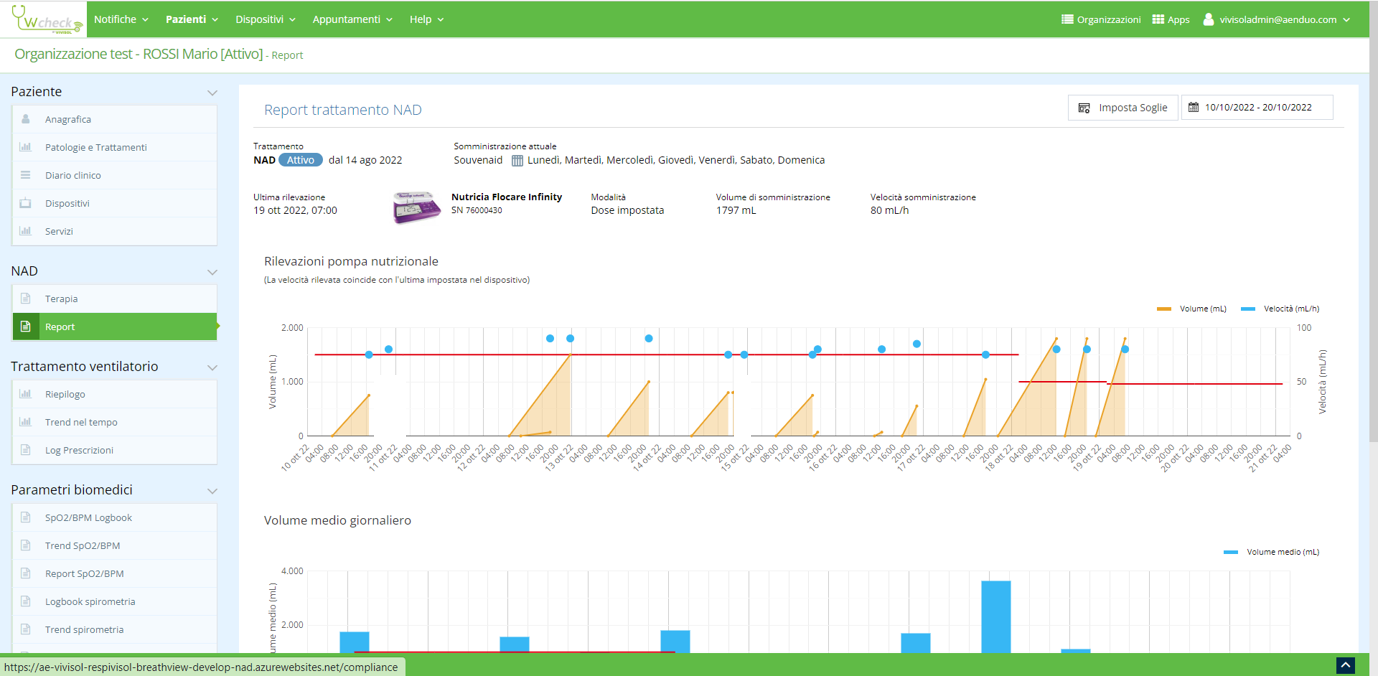 Wcheck
by VIVISOL
Notifiche
Pazienti
Dispositivi
Appuntamenti
Help
Organizzazioni
Apps
vivisoladmin@aenduo.com
Organizzazione test - ROSSI Mario [Attivo] - Report
Paziente
Anagrafica
Patologie e Trattamenti
Diario clinico
Dispositivi
Servizi
NAD
Terapia
Report
Trattamento ventilatorio
Riepilogo
Trend nel tempo
Log Prescrizioni
Parametri biomedici
SpO2/BPM Logbook
Trend SpO2/BPM
Report SpO2/BPM
Logbook spirometria
Trend spirometria
Report trattamento NAD
Imposta Soglie
10/10/2022 - 20/10/2022
Trattamento
NAD Attivo dal 14 ago 2022
Somministrazione attuale
Souvenaid Lunedì, Martedì, Mercoledì, Giovedì, Venerdì, Sabato, Domenica
Ultima rilevazione
19 ott 2022, 07:00
Nutricia Flocare Infinity
SN 76000430
Modalità
Dose impostata
Volume di somministrazione
1797 mL
Velocità somministrazione
80 mL/h
Rilevazioni pompa nutrizionale
(La velocità rilevata coincide con l'ultima impostata nel dispositivo)
Volume (mL)
Velocità (mL/h)
2.000
1.000
0
Volume (mL)
100
50
0
Velocità (mL/h)
10 ott 22 04:00 08:00 12:00 16:00 20:00
11 ott 22 04:00 08:00 12:00 16:00 20:00
12 ott 22 04:00 08:00 12:00 16:00 20:00
13 ott 22 04:00 08:00 12:00 16:00 20:00
14 ott 22 04:00 08:00 12:00 16:00 20:00
15 ott 22 04:00 08:00 12:00 16:00 20:00
16 ott 22 04:00 08:00 12:00 16:00 20:00
17 ott 22 04:00 08:00 12:00 16:00 20:00
18 ott 22 04:00 08:00 12:00 16:00 20:00
19 ott 22 04:00 08:00 12:00 16:00 20:00
20 ott 22 04:00 08:00 12:00 16:00 20:00
21 ott 22 04:00
Volume medio giornaliero
Volume medio (mL)
4.000
2.000
ume medio (mL)
https://ae-vivisol-respivisol-breathview-develop-nad.azurewebsites.net/compliance